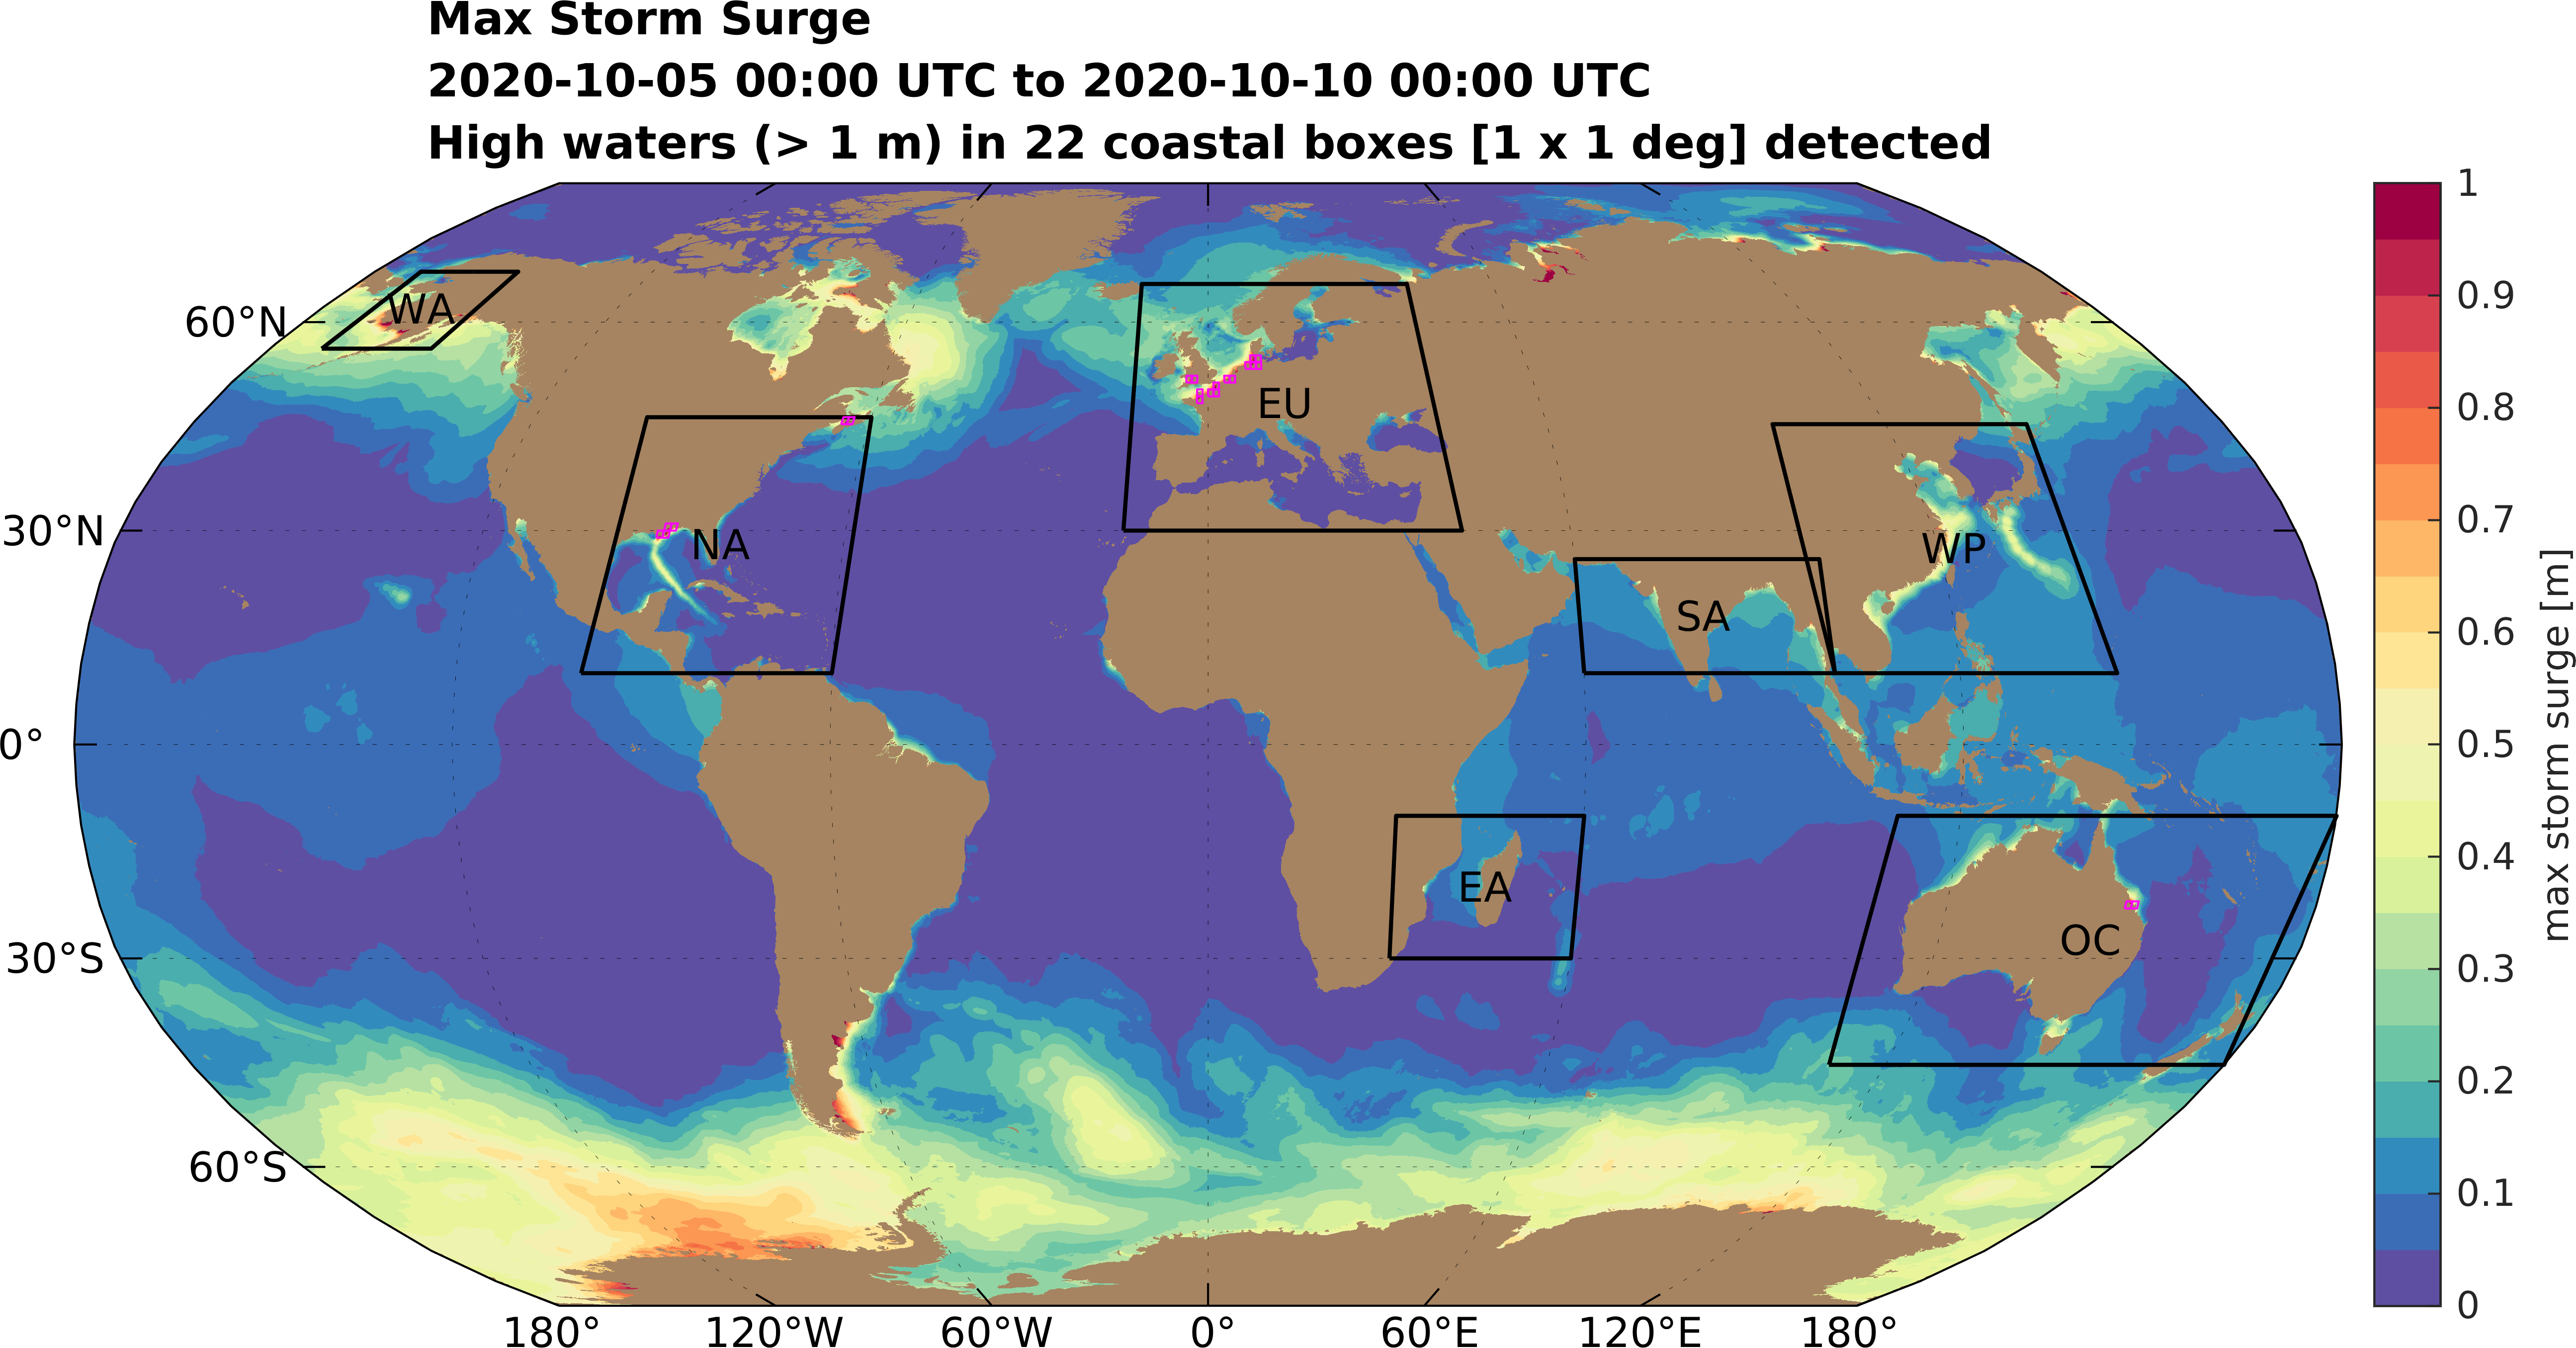 Max Storm Surge
2020-10-05 00:00 UTC to 2020-10-10 00:00 UTC
High waters (> 1 m) in 22 coastal boxes [1 x 1 deg] detected
60°N
30°N
0°
30°S
60°S
WA
NA
EU
WP
SA
EA
OC
180°
120°W
60°W
0°
60°E
120°E
180°
1
0.9
0.8
0.7
0.6
0.5
0.4
0.3
0.2
0.1
0
max storm surge [m]